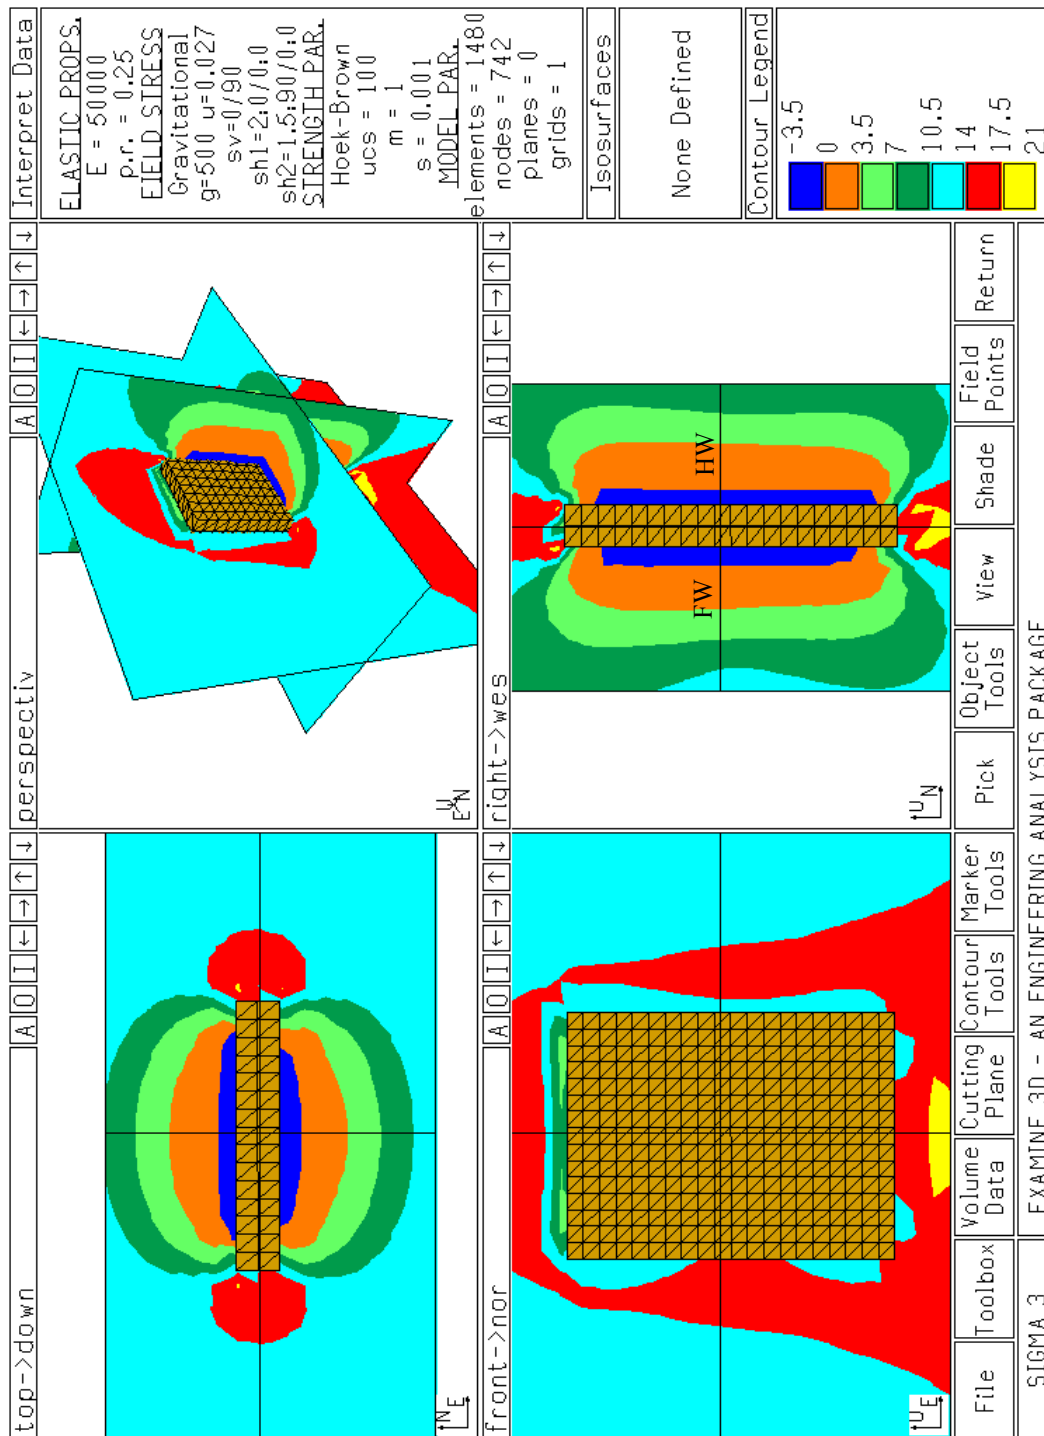 top->down
A O I ← → ↑ ↓
perspectiv
A O I ← → ↑ ↓
Interpret Data
ELASTIC PROPS.
E = 50000
p.r. = 0.25
FIELD STRESS
Gravitational
g=500 u=0.027
sv=0/90
sh1=2:0/0:0
sh2=1.5:90/0:0
STRENGTH PAR.
Hoek-Brown
ucs = 100
m = 1
s = 0.001
MODEL PAR.
elements = 1480
nodes = 742
planes = 0
grids = 1
Isosurfaces
None Defined
Contour Legend
-3.5
0
3.5
7
10.5
14
17.5
21
N
E
U
E N
front->nor
A O I ← → ↑ ↓
right->wes
A O I ← → ↑ ↓
FW
HW
U
E
U
N
File
Toolbox
Volume
Data
Cutting
Plane
Contour
Tools
Marker
Tools
Pick
Object
Tools
View
Shade
Field
Points
Return
SIGMA 3
EXAMINE 3D - AN ENGINEERING ANALYSIS PACKAGE